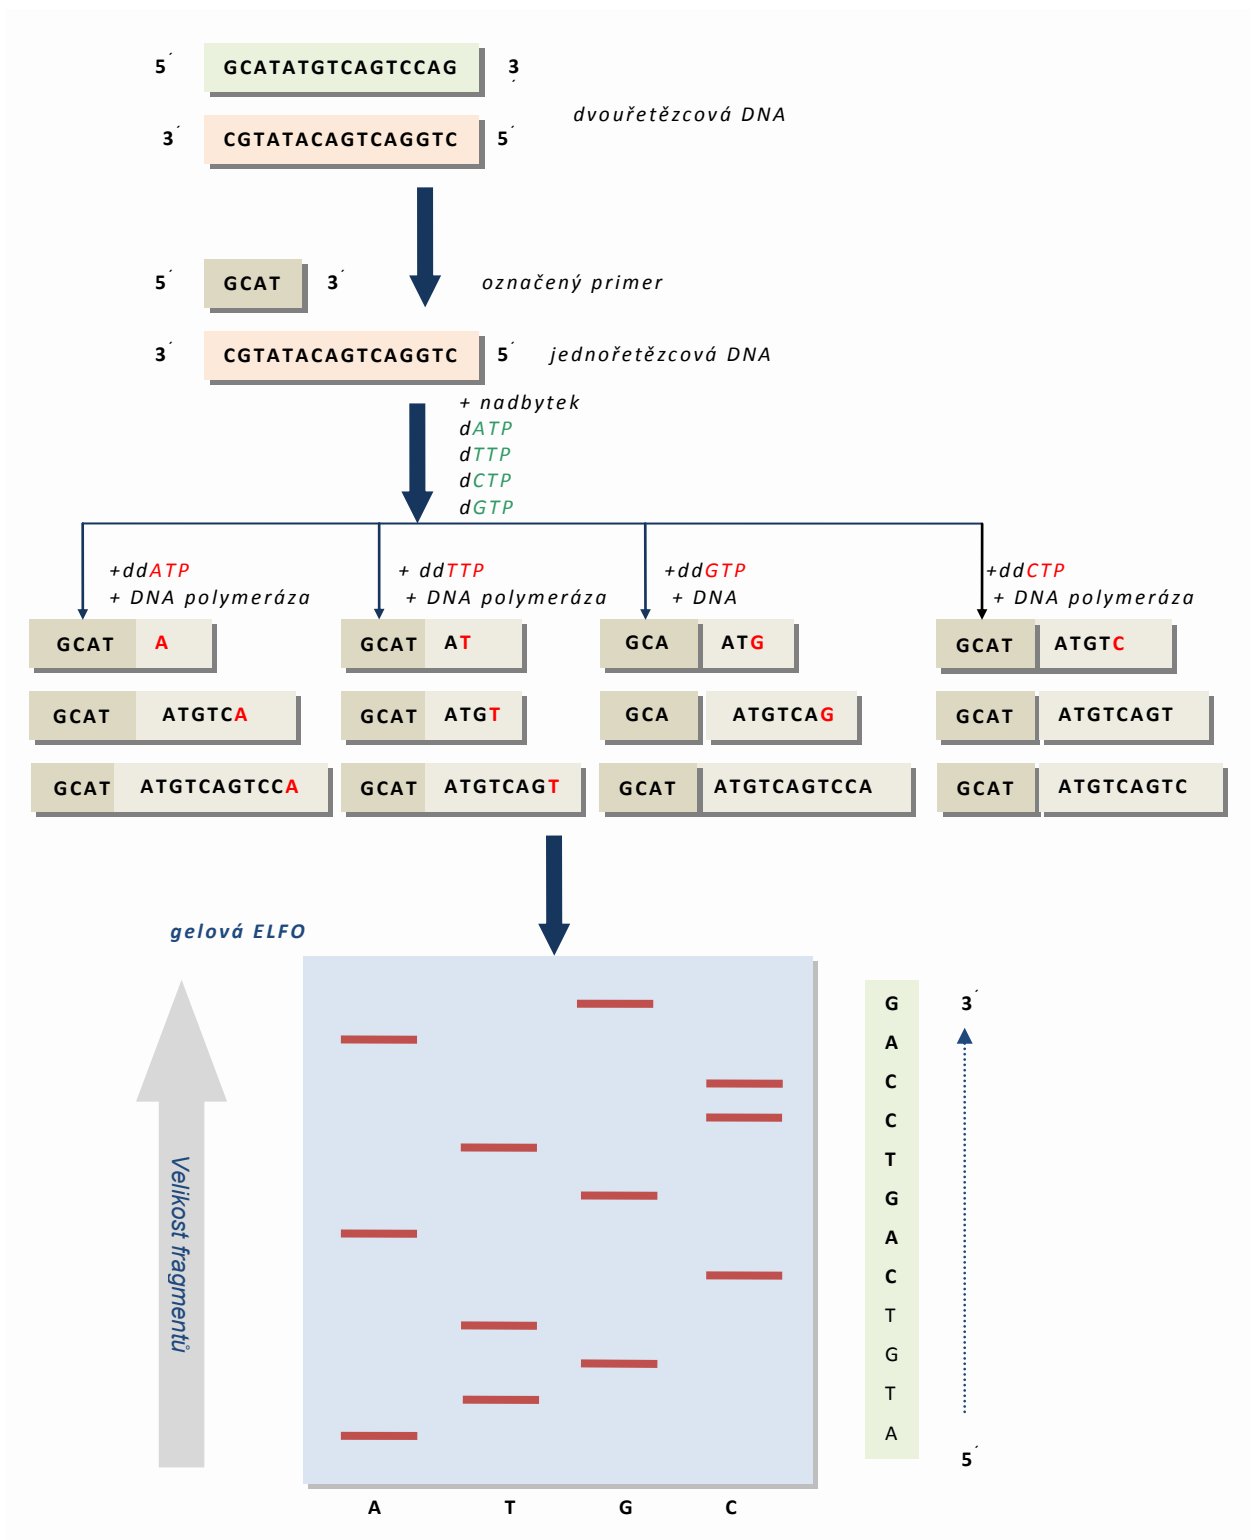 5´ GCATATGTCAGTCCAG 3´
dvouřetězcová DNA
3´ CGTATACAGTCAGGTC 5´
5´ GCAT 3´ označený primer
3´ CGTATACAGTCAGGTC 5´ jednořetězcová DNA
+ nadbytek
dATP
dTTP
dCTP
dGTP
+ddATP
+ DNA polymeráza
+ ddTTP
+ DNA polymeráza
+ddGTP
+ DNA
+ddCTP
+ DNA polymeráza
GCAT A
GCAT AT
GCA ATG
GCAT ATGTC
GCAT ATGTCA
GCAT ATGT
GCA ATGTCAG
GCAT ATGTCAGT
GCAT ATGTCAGTCCA
GCAT ATGTCAGT
GCAT ATGTCAGTCCA
GCAT ATGTCAGTC
gelová ELFO
Velikost fragmentů
G 3´
A
C
C
T
G
A
C
T
G
T
A
5´
A T G C